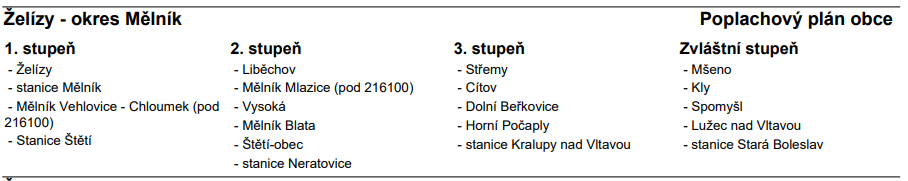 Želízy - okres Mělník
Poplachový plán obce
1. stupeň
- Želízy
- stanice Mělník
- Mělník Vehlovice - Chloumek (pod
216100)
- Stanice Štětí
2. stupeň
- Liběchov
- Mělník Mlazice (pod 216100)
- Vysoká
- Mělník Blata
- Štětí-obec
- stanice Neratovice
3. stupeň
- Střemy
- Cítov
- Dolní Beřkovice
- Horní Počaply
- stanice Kralupy nad Vltavou
Zvláštní stupeň
- Mšeno
- Kly
- Spomyšl
- Lužec nad Vltavou
- stanice Stará Boleslav